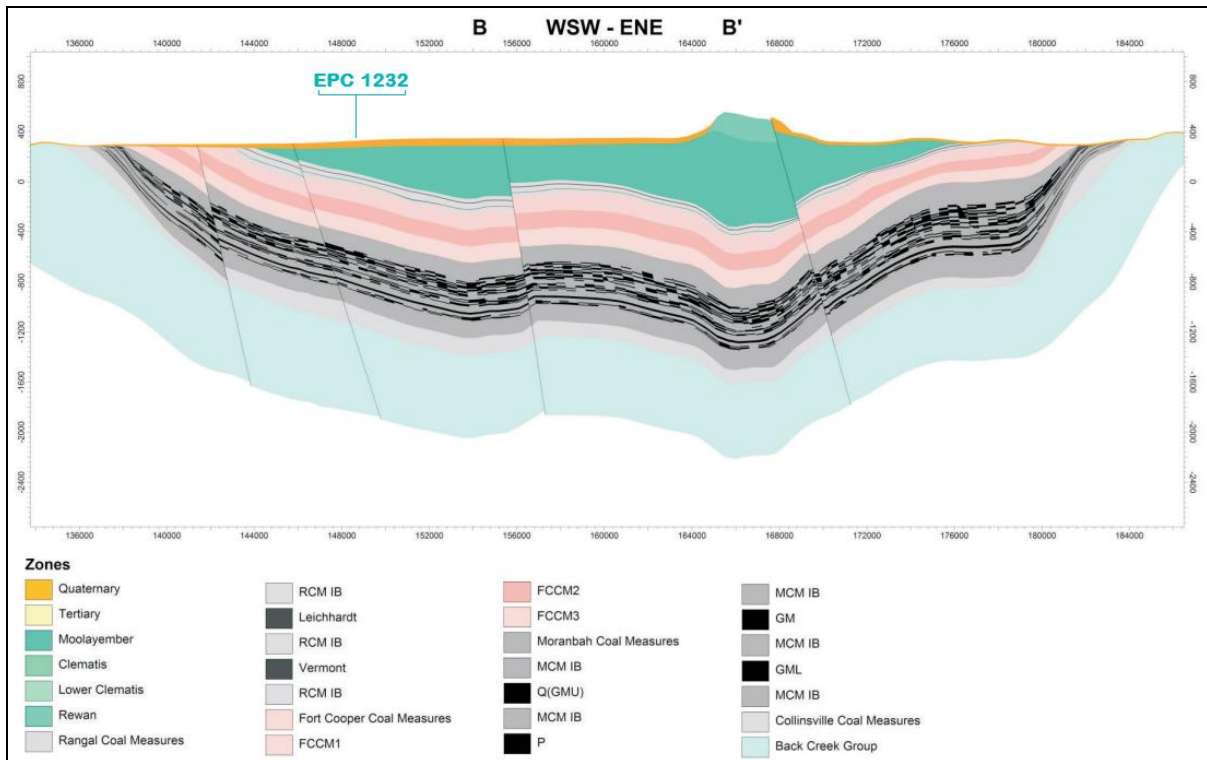 B WSW - ENE B'
136000 140000 144000 148000 152000 156000 160000 164000 168000 172000 176000 180000 184000
EPC 1232
800 800
400 400
0 0
-400 -400
-800 -800
-1200 -1200
-1600 -1600
-2000 -2000
-2400 -2400
136000 140000 144000 148000 152000 156000 160000 164000 168000 172000 176000 180000 184000
Zones
Quaternary
Tertiary
Moolayember
Clematis
Lower Clematis
Rewan
Rangal Coal Measures
RCM IB
Leichhardt
RCM IB
Vermont
RCM IB
Fort Cooper Coal Measures
FCCM1
FCCM2
FCCM3
Moranbah Coal Measures
MCM IB
Q(GMU)
MCM IB
P
MCM IB
GM
MCM IB
GML
MCM IB
Collinsville Coal Measures
Back Creek Group